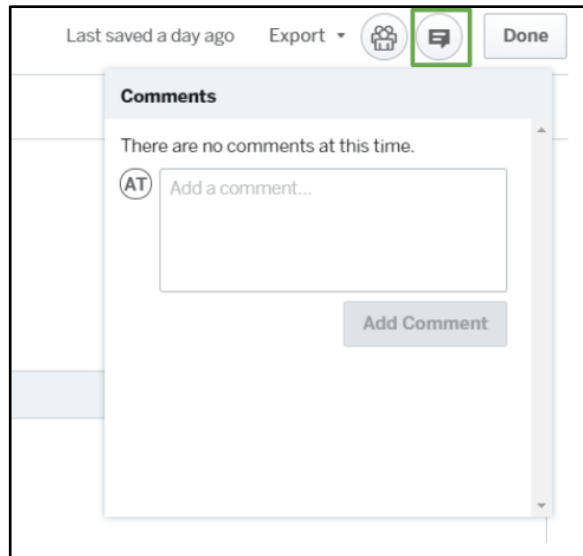 Last saved a day ago Export Done
Comments
There are no comments at this time.
AT Add a comment...
Add Comment